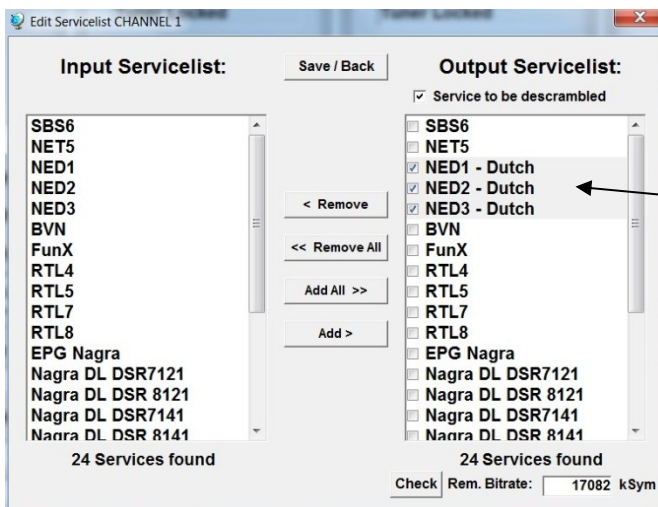 Edit Servicelist CHANNEL 1
Input Servicelist:
Save / Back
Output Servicelist:
Service to be descrambled
SBS6
NET5
NED1
NED2
NED3
BVN
FunX
RTL4
RTL5
RTL7
RTL8
EPG Nagra
Nagra DL DSR7121
Nagra DL DSR 8121
Nagra DL DSR7141
Nagra DL DSR 8141
24 Services found
< Remove
<< Remove All
Add All >>
Add >
SBS6
NET5
NED1 - Dutch
NED2 - Dutch
NED3 - Dutch
BVN
FunX
RTL4
RTL5
RTL7
RTL8
EPG Nagra
Nagra DL DSR7121
Nagra DL DSR 8121
Nagra DL DSR7141
Nagra DL DSR 8141
24 Services found
Check Rem. Bitrate: 17082 kSym